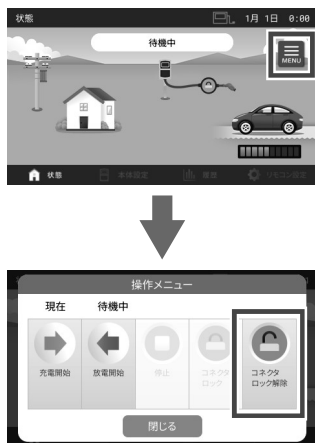 状態 1月 1日 0:00
待機中
MENU
状態 本体設定 履歴 リモコン設定
操作メニュー
現在 待機中
充電開始 放電開始 停止 コネクタ
ロック コネクタ
ロック解除
閉じる